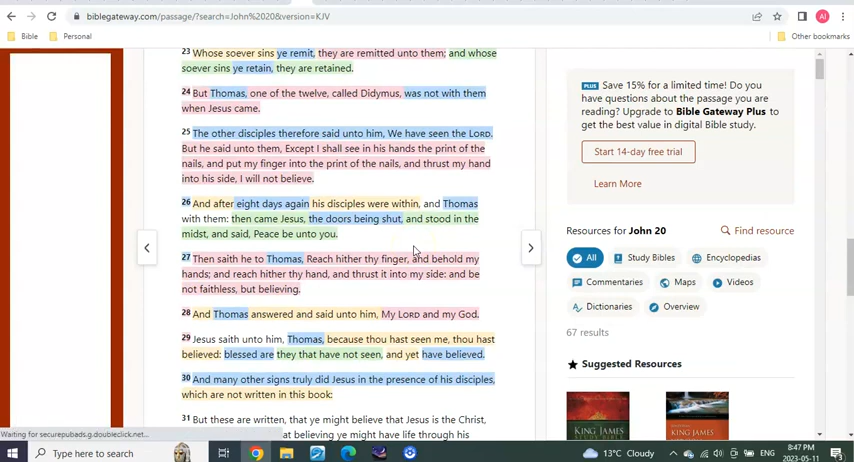 biblegateway.com/passage/?search=John%2020&version=KJV
AI
Bible
Personal
Other bookmarks
23 Whose soever sins ye remit, they are remitted unto them; and whose
soever sins ye retain, they are retained.
24 But Thomas, one of the twelve, called Didymus, was not with them
when Jesus came.
25 The other disciples therefore said unto him, We have seen the LORD.
But he said unto them, Except I shall see in his hands the print of the
nails, and put my finger into the print of the nails, and thrust my hand
into his side, I will not believe.
26 And after eight days again his disciples were within, and Thomas
with them: then came Jesus, the doors being shut, and stood in the
midst, and said, Peace be unto you.
27 Then saith he to Thomas, Reach hither thy finger, and behold my
hands; and reach hither thy hand, and thrust it into my side: and be
not faithless, but believing.
28 And Thomas answered and said unto him, My LORD and my God.
29 Jesus saith unto him, Thomas, because thou hast seen me, thou hast
believed: blessed are they that have not seen, and yet have believed.
30 And many other signs truly did Jesus in the presence of his disciples,
which are not written in this book:
31 But these are written, that ye might believe that Jesus is the Christ,
at believing ye might have life through his
Waiting for securepubads.g.doubleclick.net...
PLUS Save 15% for a limited time! Do you
have questions about the passage you are
reading? Upgrade to Bible Gateway Plus to
get the best value in digital Bible study.
Start 14-day free trial
Learn More
Resources for John 20
Find resource
All
Study Bibles
Encyclopedias
Commentaries
Maps
Videos
Dictionaries
Overview
67 results
Suggested Resources
KING JAMES
KING JAMES
Type here to search
13°C Cloudy
ENG
8:47 PM
2023-05-11